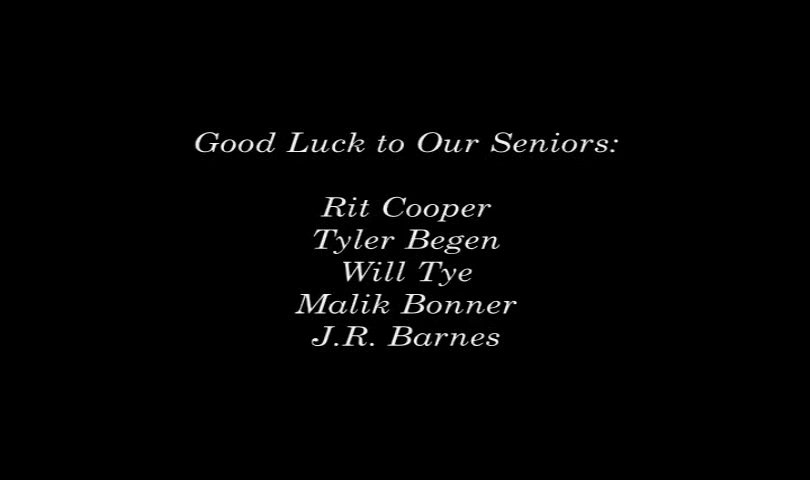 Good Luck to Our Seniors:
Rit Cooper
Tyler Begen
Will Tye
Malik Bonner
J.R. Barnes